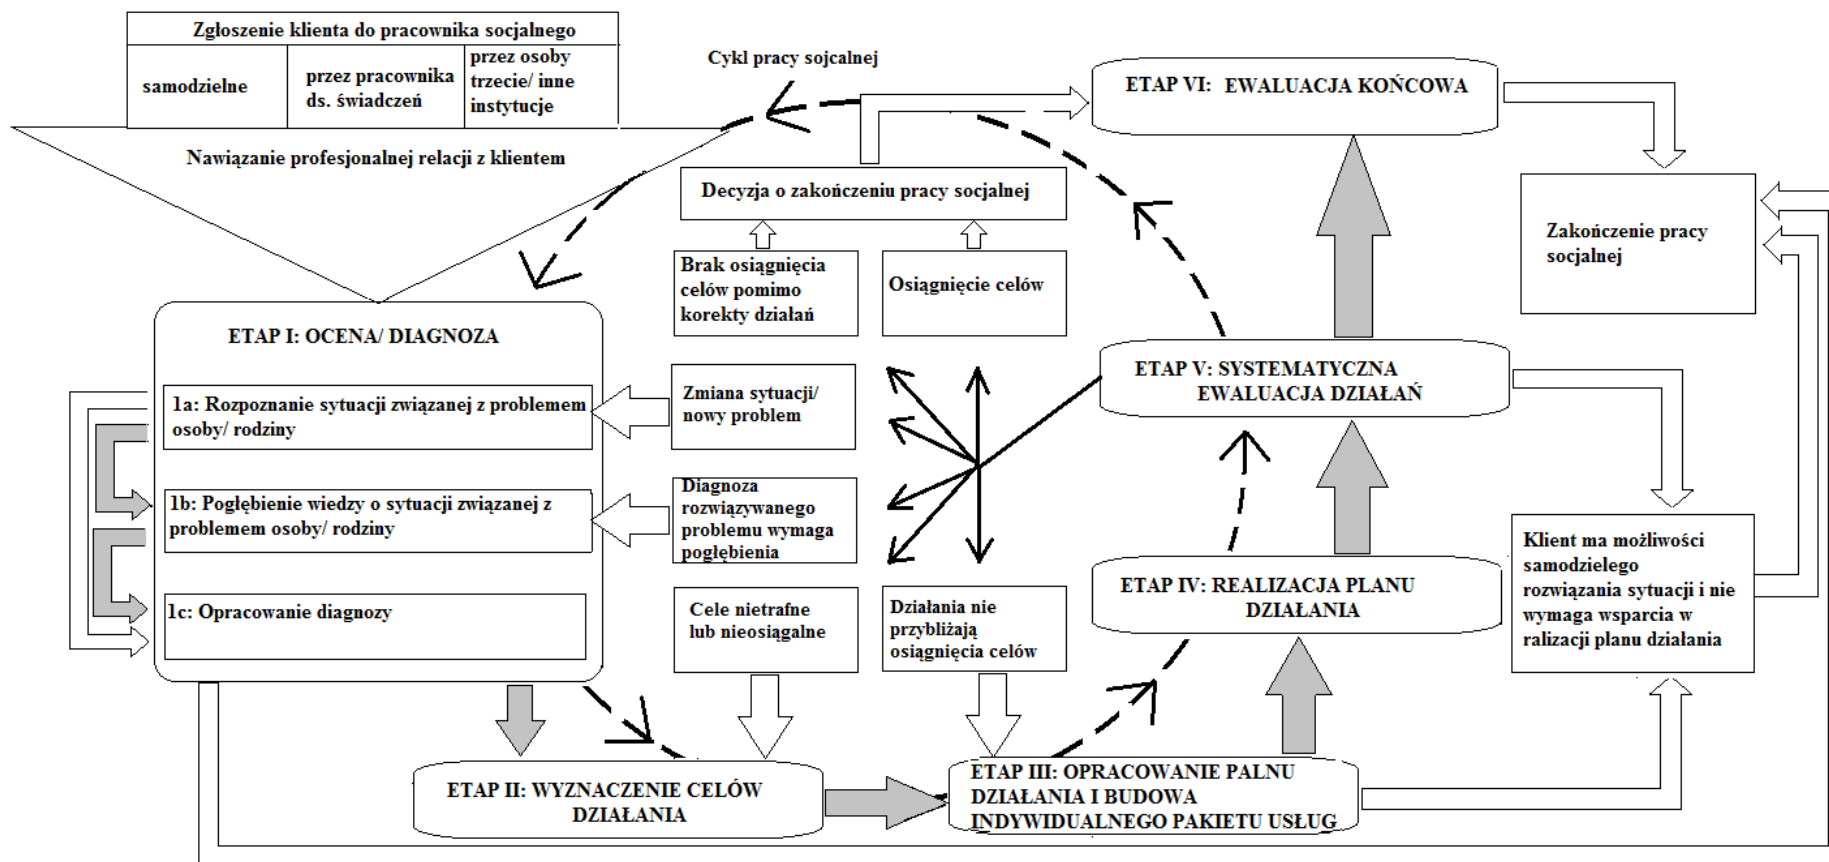 Zgłoszenie klienta do pracownika socjalnego
samodzielne
przez pracownika
ds. świadczeń
przez osoby
trzecie/ inne
instytucje
Nawiązanie profesjonalnej relacji z klientem
Cykl pracy sojcalnej
ETAP VI: EWALUACJA KOŃCOWA
Decyzja o zakończeniu pracy socjalnej
Zakończenie pracy
socjalnej
Brak osiągnięcia
celów pomimo
korekty działań
Osiągnięcie celów
ETAP I: OCENA/ DIAGNOZA
1a: Rozpoznanie sytuacji związanej z problemem
osoby/ rodziny
1b: Pogłębienie wiedzy o sytuacji związanej z
problemem osoby/ rodziny
1c: Opracowanie diagnozy
Zmiana sytuacji/
nowy problem
Diagnoza
rozwiązywanego
problemu wymaga
pogłębienia
Cele nietrafne
lub nieosiągalne
Działania nie
przybliżają
osiągnięcia celów
ETAP V: SYSTEMATYCZNA
EWALUACJA DZIAŁAŃ
ETAP IV: REALIZACJA PLANU
DZIAŁANIA
Klient ma możliwości
samodzielego
rozwiązania sytuacji i nie
wymaga wsparcia w
ralizacji planu działania
ETAP II: WYZNACZENIE CELÓW
DZIAŁANIA
ETAP III: OPRACOWANIE PALNU
DZIAŁANIA I BUDOWA
INDYWIDUALNEGO PAKIETU USŁUG